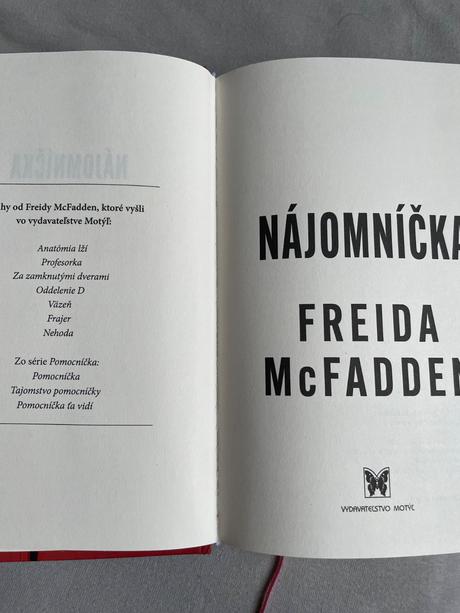 hy od Freidy McFadden, ktoré vyšli
vo vydavateľstve Motýľ:
Anatómia lží
Profesorka
Za zamknutými dverami
Oddelenie D
Väzeň
Frajer
Nehoda
Zo série Pomocníčka:
Pomocníčka
Tajomstvo pomocníčky
Pomocníčka ťa vidí
NÁJOMNÍČKA
FREIDA
McFADDEN
VYDAVATEĽSTVO MOTÝĽ